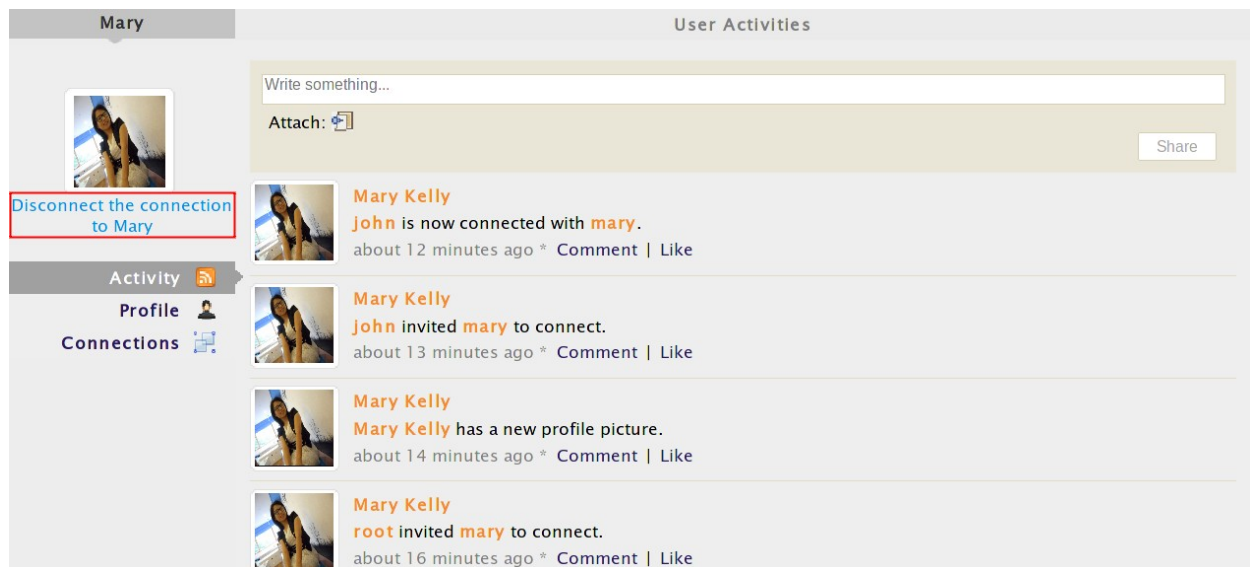 Mary
User Activities
Write something...
Attach:
Share
Disconnect the connection
to Mary
Activity
Profile
Connections
Mary Kelly
john is now connected with mary.
about 12 minutes ago * Comment | Like
Mary Kelly
john invited mary to connect.
about 13 minutes ago * Comment | Like
Mary Kelly
Mary Kelly has a new profile picture.
about 14 minutes ago * Comment | Like
Mary Kelly
root invited mary to connect.
about 16 minutes ago * Comment | Like